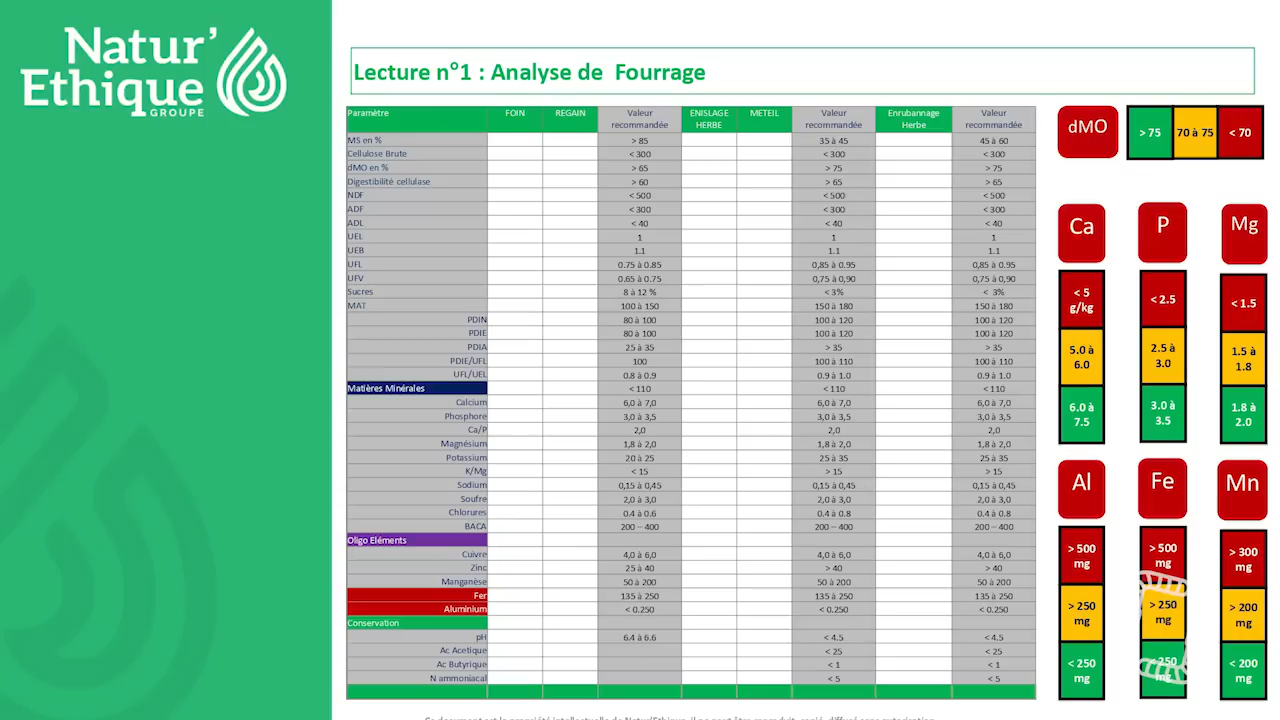 Natur'
Ethique
GROUPE
Lecture n°1 : Analyse de Fourrage
Paramètre FOIN REGAIN Valeur recommandée ENISLAGE HERBE METEIL Valeur recommandée Enrubannage Herbe Valeur recommandée
MS en % > 85 35 à 45 45 à 60
Cellulose Brute < 300 < 300 < 300
dMO en % > 65 > 75 > 75
Digestibilité cellulase > 60 > 65 > 65
NDF < 500 < 500 < 500
ADF < 300 < 300 < 300
ADL < 40 < 40 < 40
UEL 1 1 1
UEB 1.1 1.1 1.1
UFL 0.75 à 0.85 0,85 à 0.95 0,85 à 0.95
UFV 0.65 à 0.75 0,75 à 0,90 0,75 à 0,90
Sucres 8 à 12 % < 3% < 3%
MAT 100 à 150 150 à 180 150 à 180
PDIN 80 à 100 100 à 120 100 à 120
PDIE 80 à 100 100 à 120 100 à 120
PDIA 25 à 35 > 35 > 35
PDIE/UFL 100 100 à 110 100 à 110
UFL/UEL 0.8 à 0.9 0.9 à 1.0 0.9 à 1.0
Matières Minérales < 110 < 110 < 110
Calcium 6,0 à 7,0 6,0 à 7,0 6,0 à 7,0
Phosphore 3,0 à 3,5 3,0 à 3,5 3,0 à 3,5
Ca/P 2,0 2,0 2,0
Magnésium 1,8 à 2,0 1,8 à 2,0 1,8 à 2,0
Potassium 20 à 25 25 à 35 25 à 35
K/Mg < 15 > 15 > 15
Sodium 0,15 à 0,45 0,15 à 0,45 0,15 à 0,45
Soufre 2,0 à 3,0 2,0 à 3,0 2,0 à 3,0
Chlorures 0.4 à 0.6 0.4 à 0.8 0.4 à 0.8
BACA 200 – 400 200 – 400 200 – 400
Oligo Eléments
Cuivre 4,0 à 6,0 4,0 à 6,0 4,0 à 6,0
Zinc 25 à 40 > 40 > 40
Manganèse 50 à 200 50 à 200 50 à 200
Fer 135 à 250 135 à 250 135 à 250
Aluminium < 0.250 < 0.250 < 0.250
Conservation
pH 6.4 à 6.6 < 4.5 < 4.5
Ac Acetique < 25 < 25
Ac Butyrique < 1 < 1
N ammoniacal < 5 < 5
dMO > 75 70 à 75 < 70
Ca P Mg
< 5 g/kg < 2.5 < 1.5
5.0 à 6.0 2.5 à 3.0 1.5 à 1.8
6.0 à 7.5 3.0 à 3.5 1.8 à 2.0
Al Fe Mn
> 500 mg > 500 mg > 300 mg
> 250 mg > 250 mg > 200 mg
< 250 mg 250 mg < 200 mg